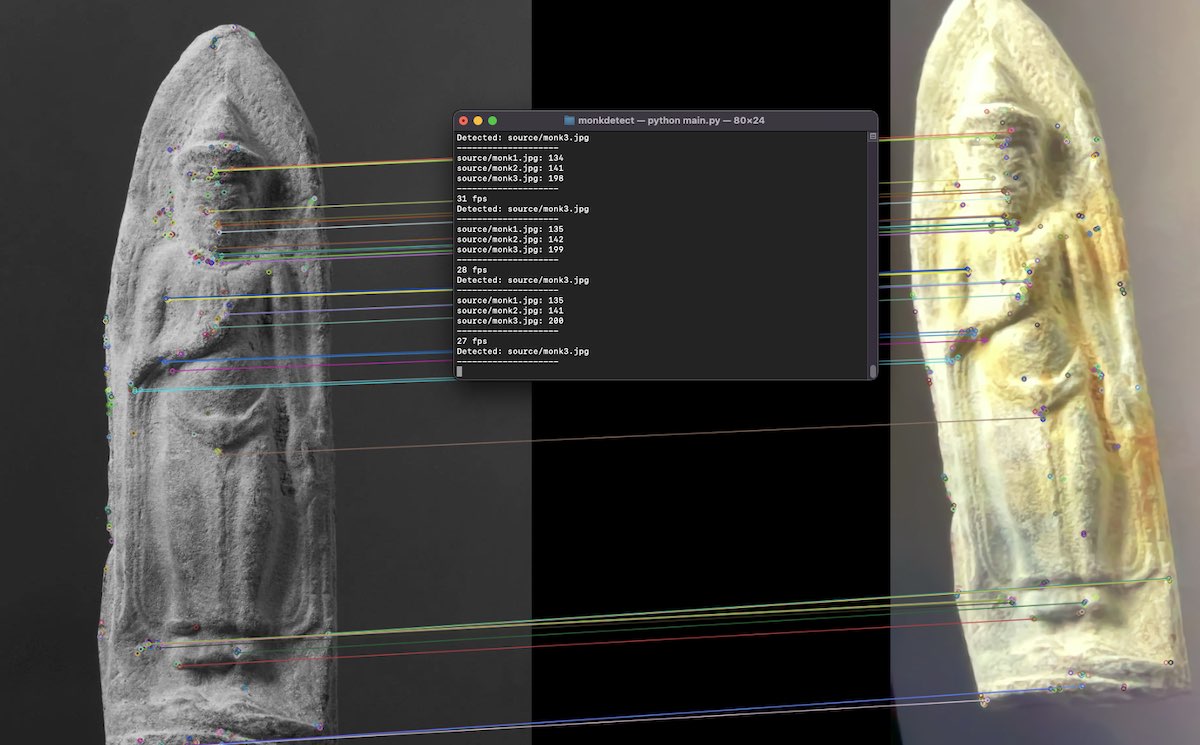 monkdetect — python main.py — 80×24
Detected: source/monk3.jpg
--------------------
source/monk1.jpg: 134
source/monk2.jpg: 141
source/monk3.jpg: 198
--------------------
31 fps
Detected: source/monk3.jpg
--------------------
source/monk1.jpg: 135
source/monk2.jpg: 142
source/monk3.jpg: 199
--------------------
28 fps
Detected: source/monk3.jpg
--------------------
source/monk1.jpg: 135
source/monk2.jpg: 141
source/monk3.jpg: 200
--------------------
27 fps
Detected: source/monk3.jpg
--------------------